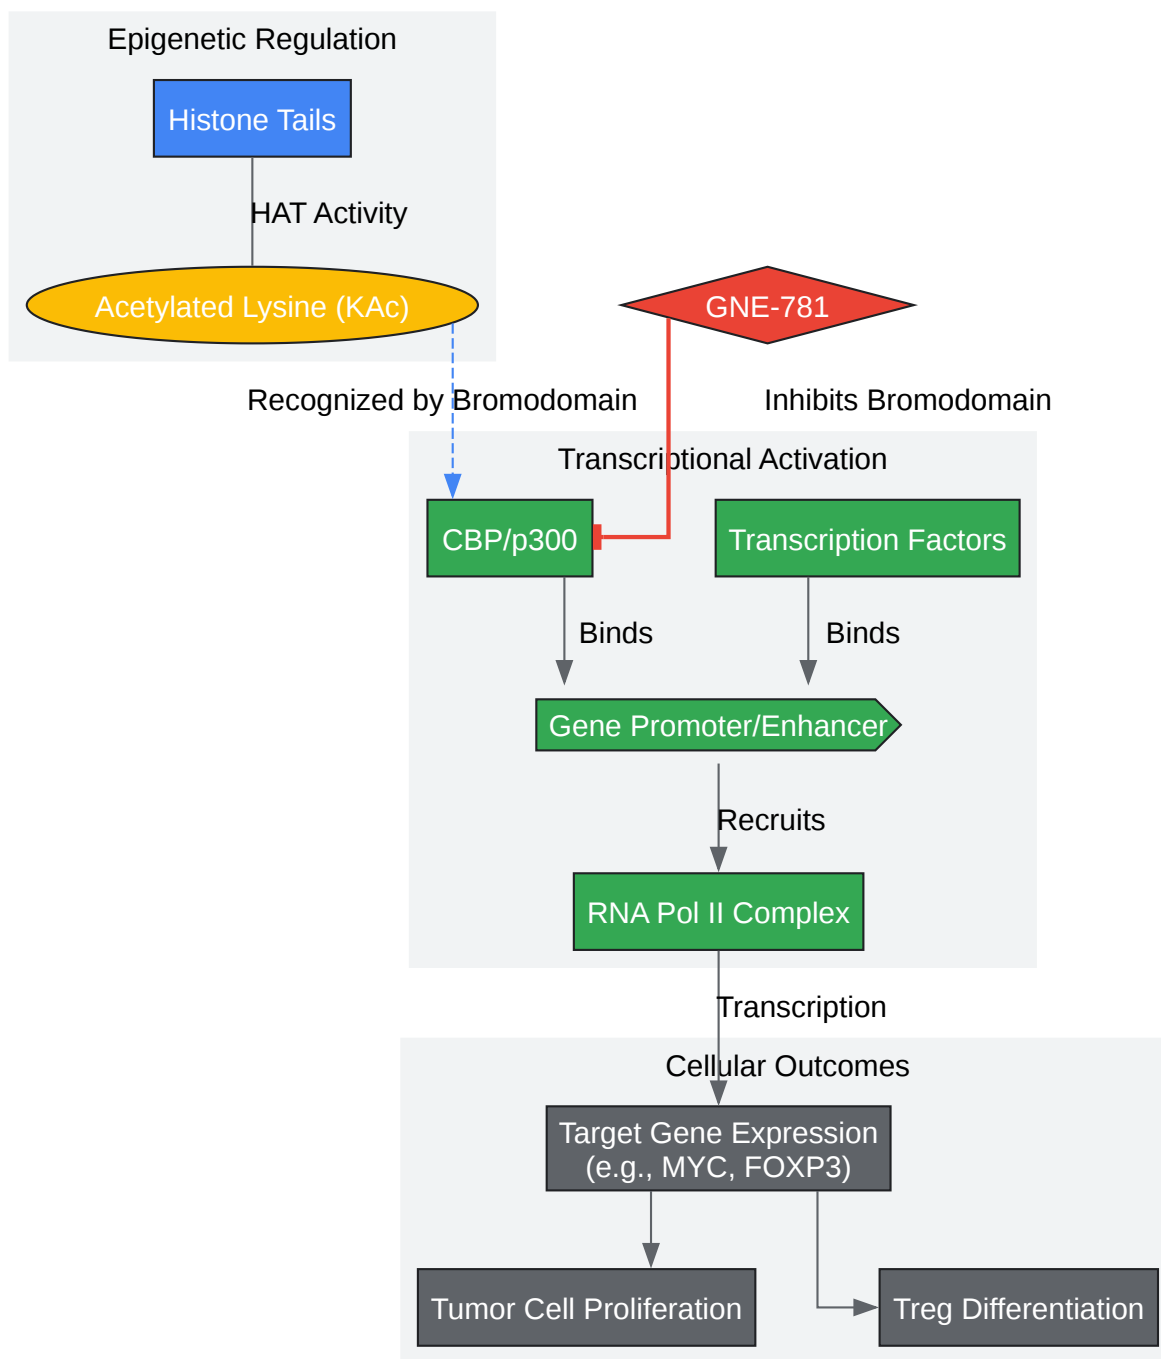 Epigenetic Regulation
Histone Tails
HAT Activity
Acetylated Lysine (KAc)
GNE-781
Recognized by Bromodomain
Inhibits Bromodomain
Transcriptional Activation
CBP/p300
Transcription Factors
Binds
Binds
Gene Promoter/Enhancer
Recruits
RNA Pol II Complex
Transcription
Cellular Outcomes
Target Gene Expression
(e.g., MYC, FOXP3)
Tumor Cell Proliferation
Treg Differentiation